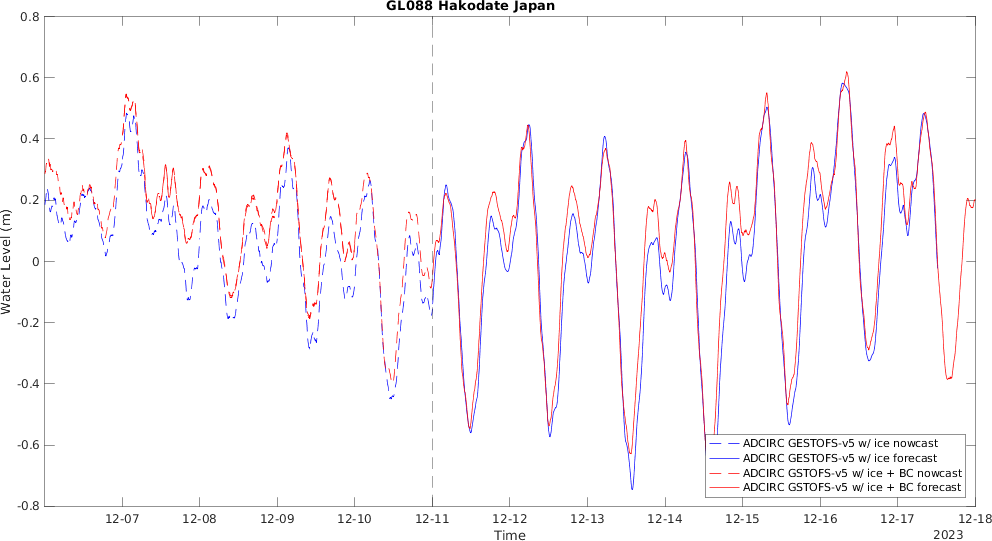 GL088 Hakodate Japan
0.8
0.6
0.4
0.2
0
-0.2
-0.4
-0.6
-0.8
Water Level (m)
ADCIRC GESTOFS-v5 w/ ice nowcast
ADCIRC GESTOFS-v5 w/ ice forecast
ADCIRC GSTOFS-v5 w/ ice + BC nowcast
ADCIRC GSTOFS-v5 w/ ice + BC forecast
12-07 12-08 12-09 12-10 12-11 12-12 12-13 12-14 12-15 12-16 12-17 12-18
Time
2023